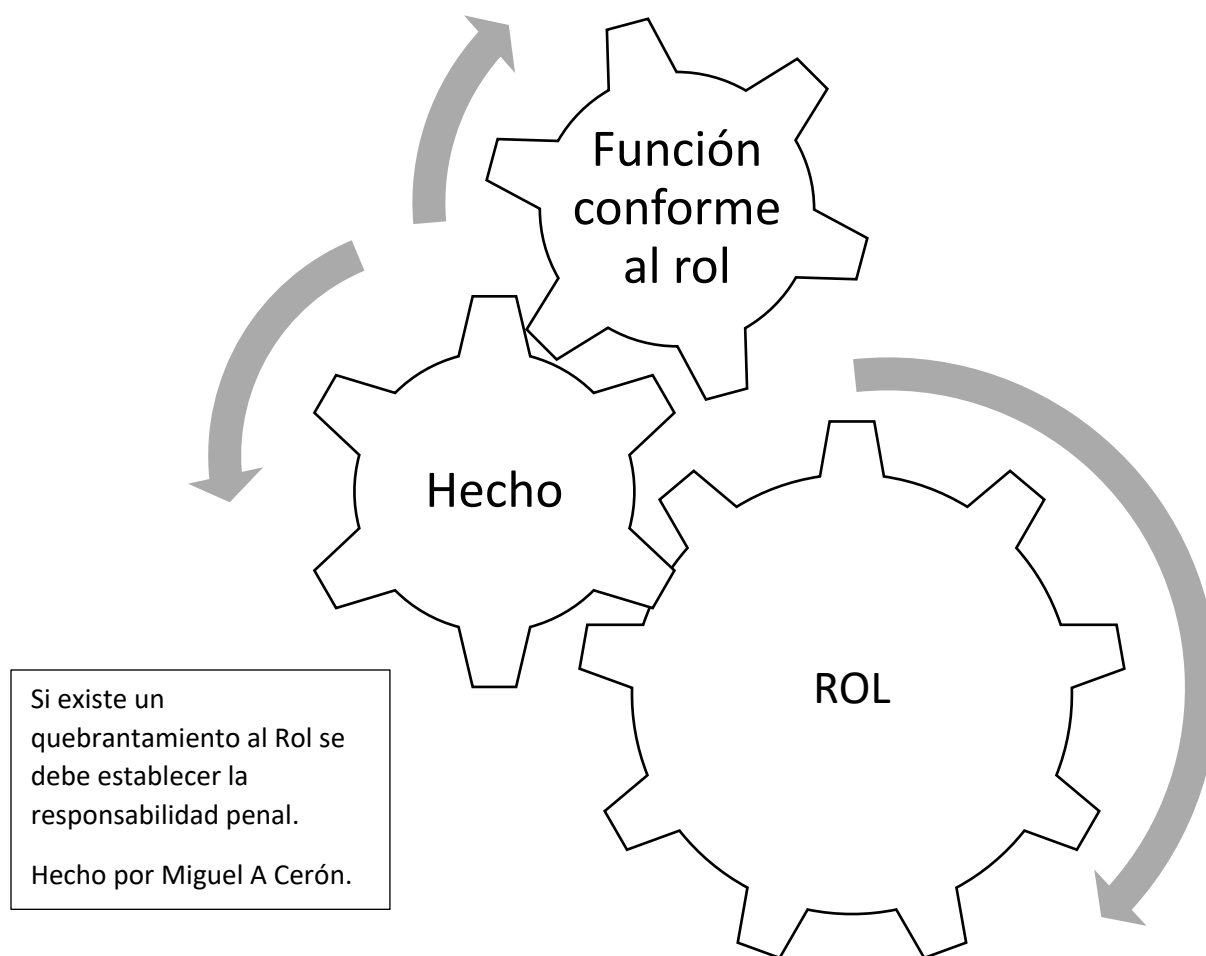 Función
conforme
al rol
Hecho
ROL
Si existe un
quebrantamiento al Rol se
debe establecer la
responsabilidad penal.
Hecho por Miguel A Cerón.